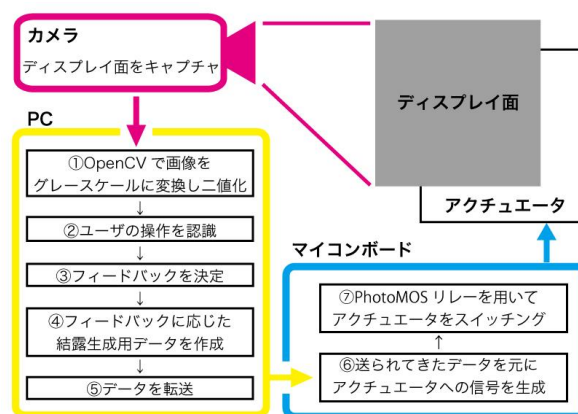 カメラ
ディスプレイ面をキャプチャ
ディスプレイ面
アクチュエータ
PC
①OpenCV で画像を
グレースケールに変換し二値化
↓
②ユーザの操作を認識
↓
③フィードバックを決定
↓
④フィードバックに応じた
結露生成用データを作成
↓
⑤データを転送
マイコンボード
⑦PhotoMOS リレーを用いて
アクチュエータをスイッチング
↑
⑥送られてきたデータを元に
アクチュエータへの信号を生成